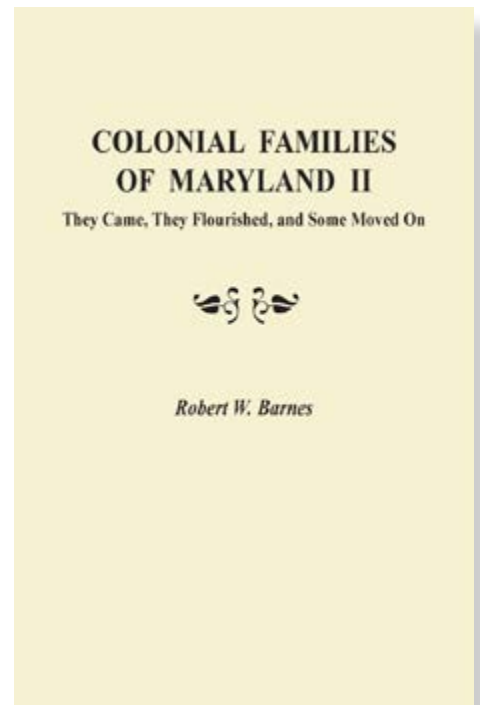 COLONIAL FAMILIES
OF MARYLAND II
They Came, They Flourished, and Some Moved On
Robert W. Barnes